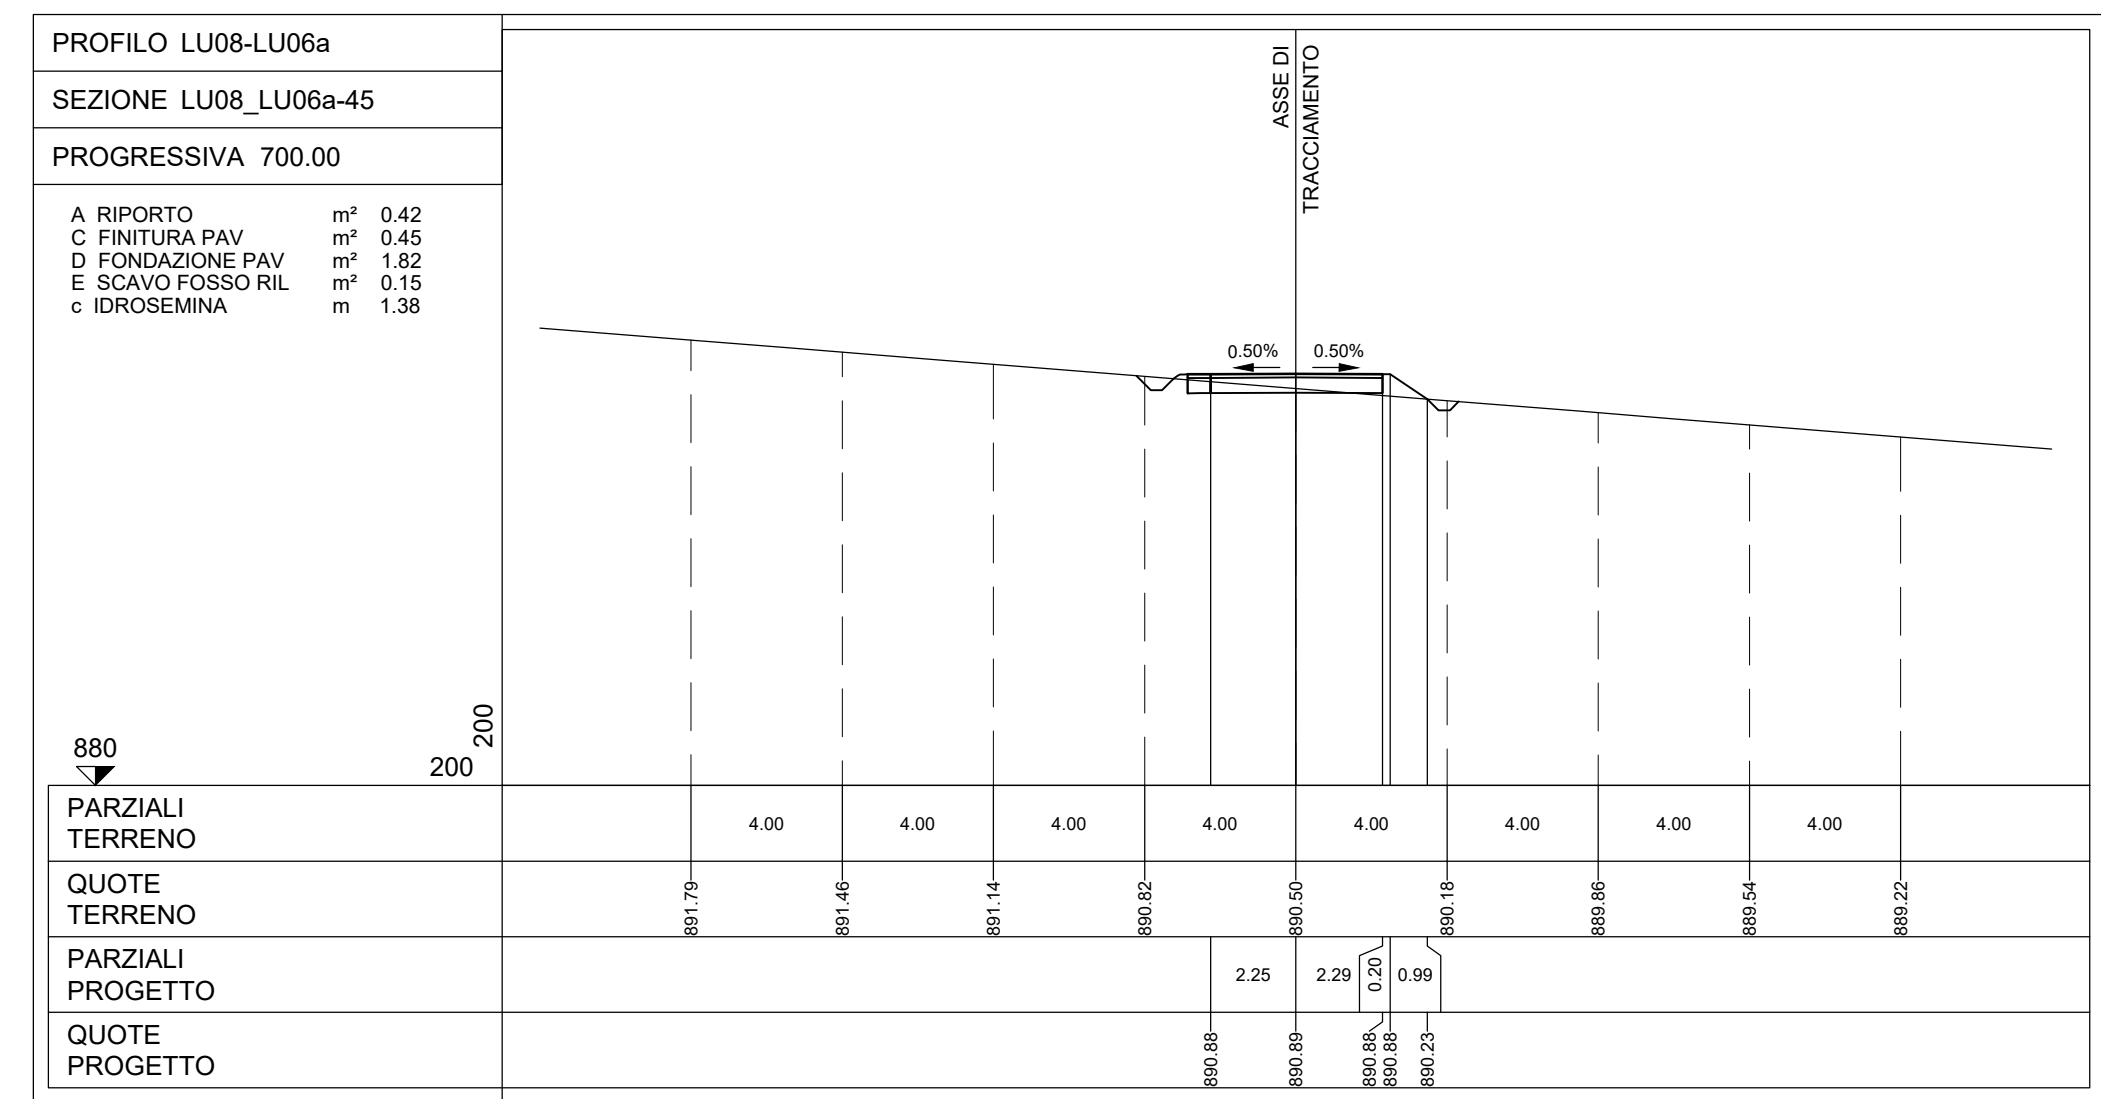 PROFILO LU08-LU06a
SEZIONE LU08_LU06a-45
PROGRESSIVA 700.00
A RIPORTO m² 0.42
C FINITURA PAV m² 0.45
D FONDAZIONE PAV m² 1.82
E SCAVO FOSSO RIL m² 0.15
c IDROSEMINA m 1.38
ASSE DI
TRACCIAMENTO
0.50% 0.50%
880
200
200
PARZIALI
TERRENO
4.00 4.00 4.00 4.00 4.00 4.00 4.00 4.00
QUOTE
TERRENO
891.79 891.46 891.14 890.82 890.50 890.18 889.86 889.54 889.22
PARZIALI
PROGETTO
2.25 2.29 0.20 0.99
QUOTE
PROGETTO
890.88 890.89 890.88 890.88 890.23